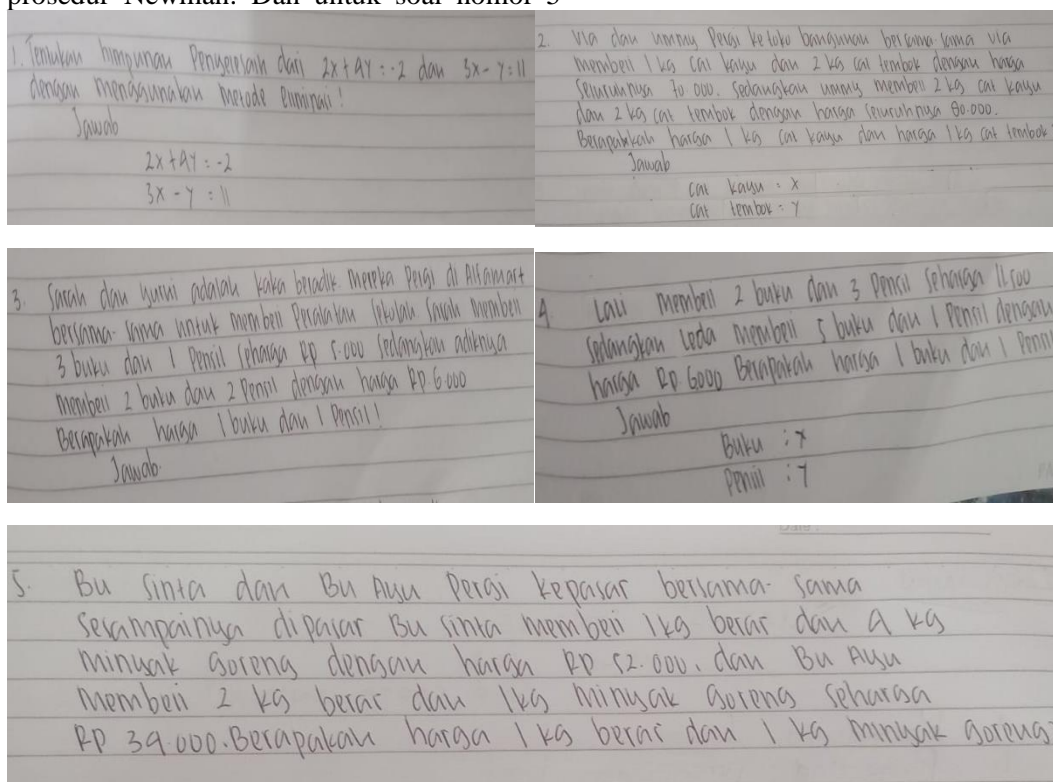 prosedur Newman. Dan untuk soal nomor 5
1. Tentukan himpunan Penyelesaian dari 2x + 4y = -2 dan 3x - y = 11
dengan menggunakan metode eliminasi!
Jawab
2x + 4y = -2
3x - y = 11
2. Via dan ummy Pergi ke toko bangunan bersama-sama via
membeli 1 kg cat kayu dan 2 kg cat tembok dengan harga
Seluruhnya 70.000. Sedangkan ummy membeli 2 kg cat kayu
dan 2 kg cat tembok dengan harga seluruhnya 80.000.
Berapakah harga 1 kg cat kayu dan harga 1 kg cat tembok
Jawab
cat kayu = x
cat tembok = y
3. Sarah dan yurni adalah kaka beradik. Mereka Pergi di Alfamart
bersama-sama untuk membeli Peralatan Sekolah Sarah membeli
3 buku dan 1 Pensil seharga Rp 5.000 Sedangkan adiknya
membeli 2 buku dan 2 Pensil dengan harga Rp.6.000
Berapakah harga 1 buku dan 1 Pensil!
Jawab.
4 Lali membeli 2 buku dan 3 Pensil seharga 11.500
sedangkan Leda membeli 5 buku dan 1 Pensil dengan
harga Rp 6000 Berapakah harga 1 buku dan 1 Pensil
Jawab
Buku : x
Pensil : y
5. Bu Sinta dan Bu Ayu Pergi kepasar bersama-sama
Sesampainya dipasar Bu Sinta membeli 1 kg beras dan 4 kg
minyak goreng dengan harga Rp 52.000. dan Bu Ayu
membeli 2 kg beras dan 1kg minyak goreng seharga
Rp 34.000. Berapakah harga 1 kg beras dan 1 kg minyak goreng